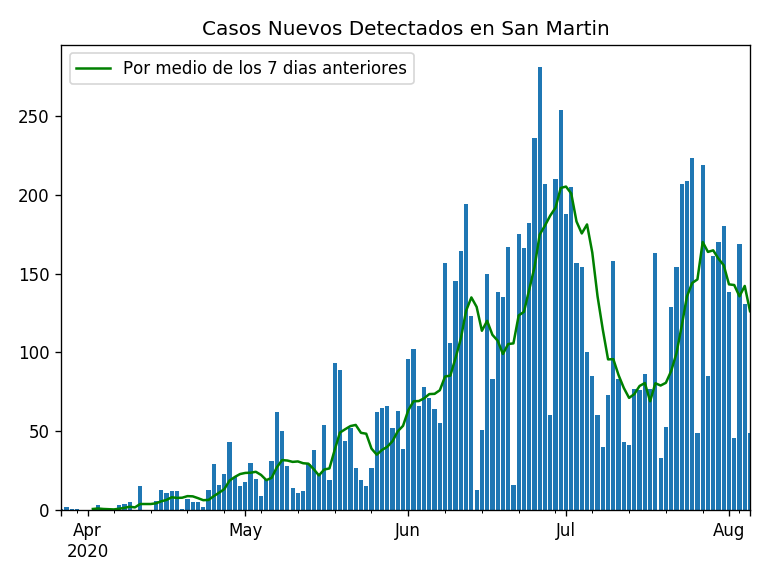 Casos Nuevos Detectados en San Martin
Por medio de los 7 dias anteriores
250
200
150
100
50
0
Apr
May
Jun
Jul
Aug
2020